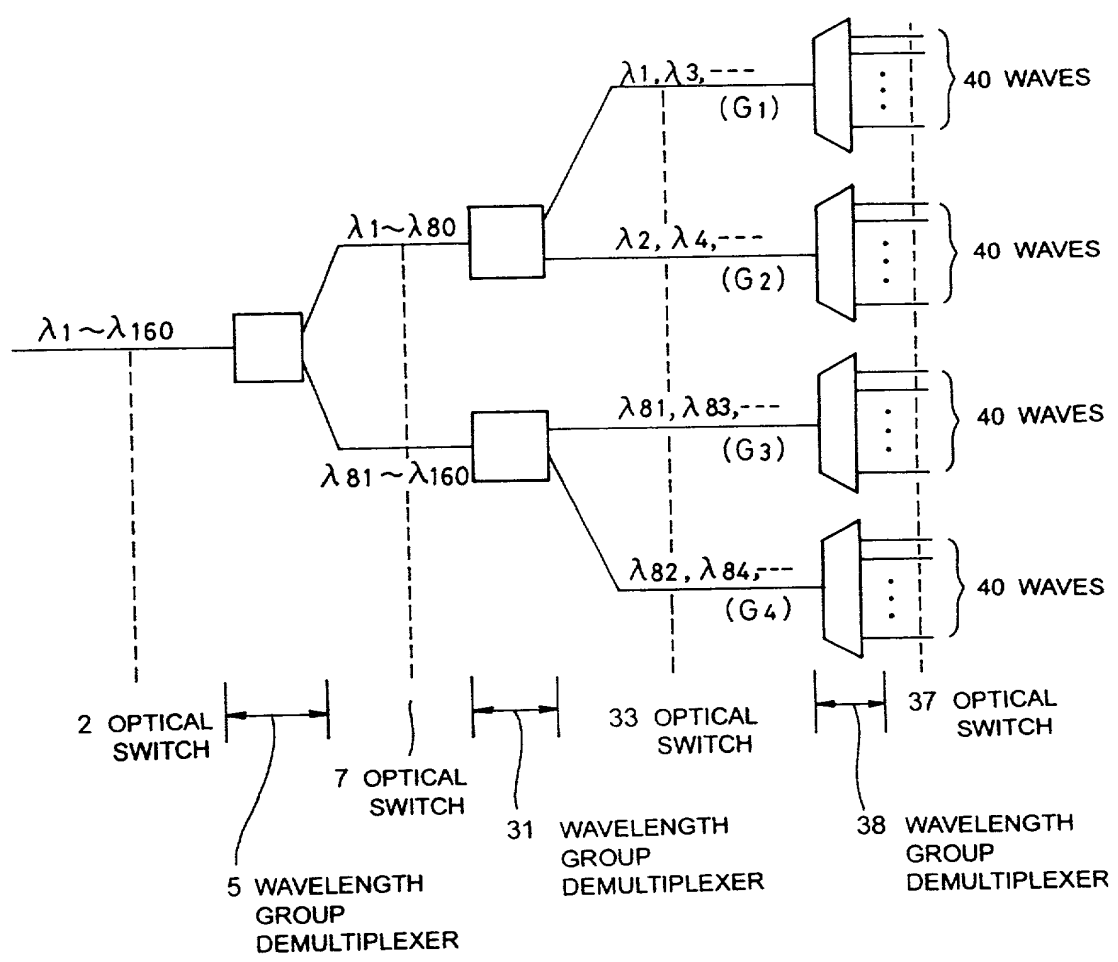 λ1, λ3, ---
(G1)
40 WAVES
λ1~λ80
λ2, λ4, ---
(G2)
40 WAVES
λ1~λ160
λ81, λ83, ---
(G3)
40 WAVES
λ81~λ160
λ82, λ84, ---
(G4)
40 WAVES
2 OPTICAL
SWITCH
7 OPTICAL
SWITCH
33 OPTICAL
SWITCH
37 OPTICAL
SWITCH
5 WAVELENGTH
GROUP
DEMULTIPLEXER
31 WAVELENGTH
GROUP
DEMULTIPLEXER
38 WAVELENGTH
GROUP
DEMULTIPLEXER